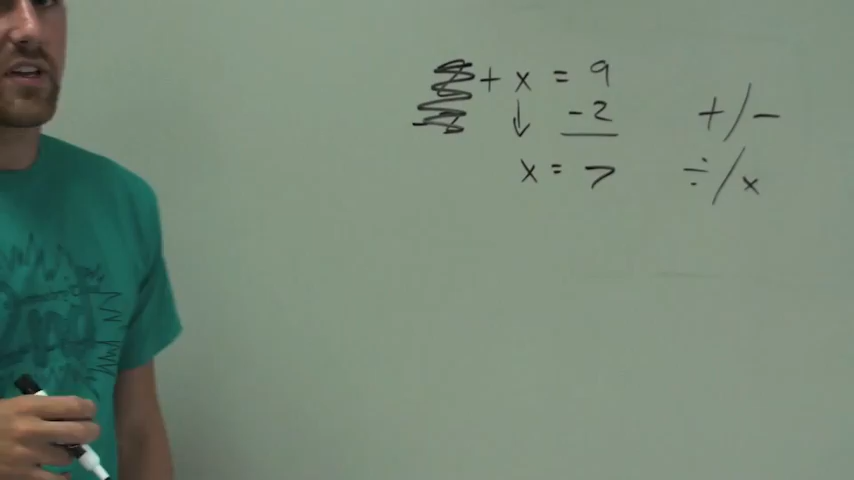 + x = 9
-2
x = 7
+/-
÷/x